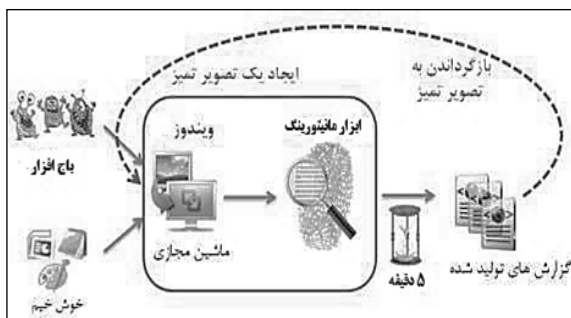 ایجاد یک تصویر تمیز
بازگرداندن به
تصویر تمیز
باج افزار
ویندوز
ابزار مانیتورینگ
ماشین مجازی
خوش خیم
۵ دقیقه
گزارش های تولید شده